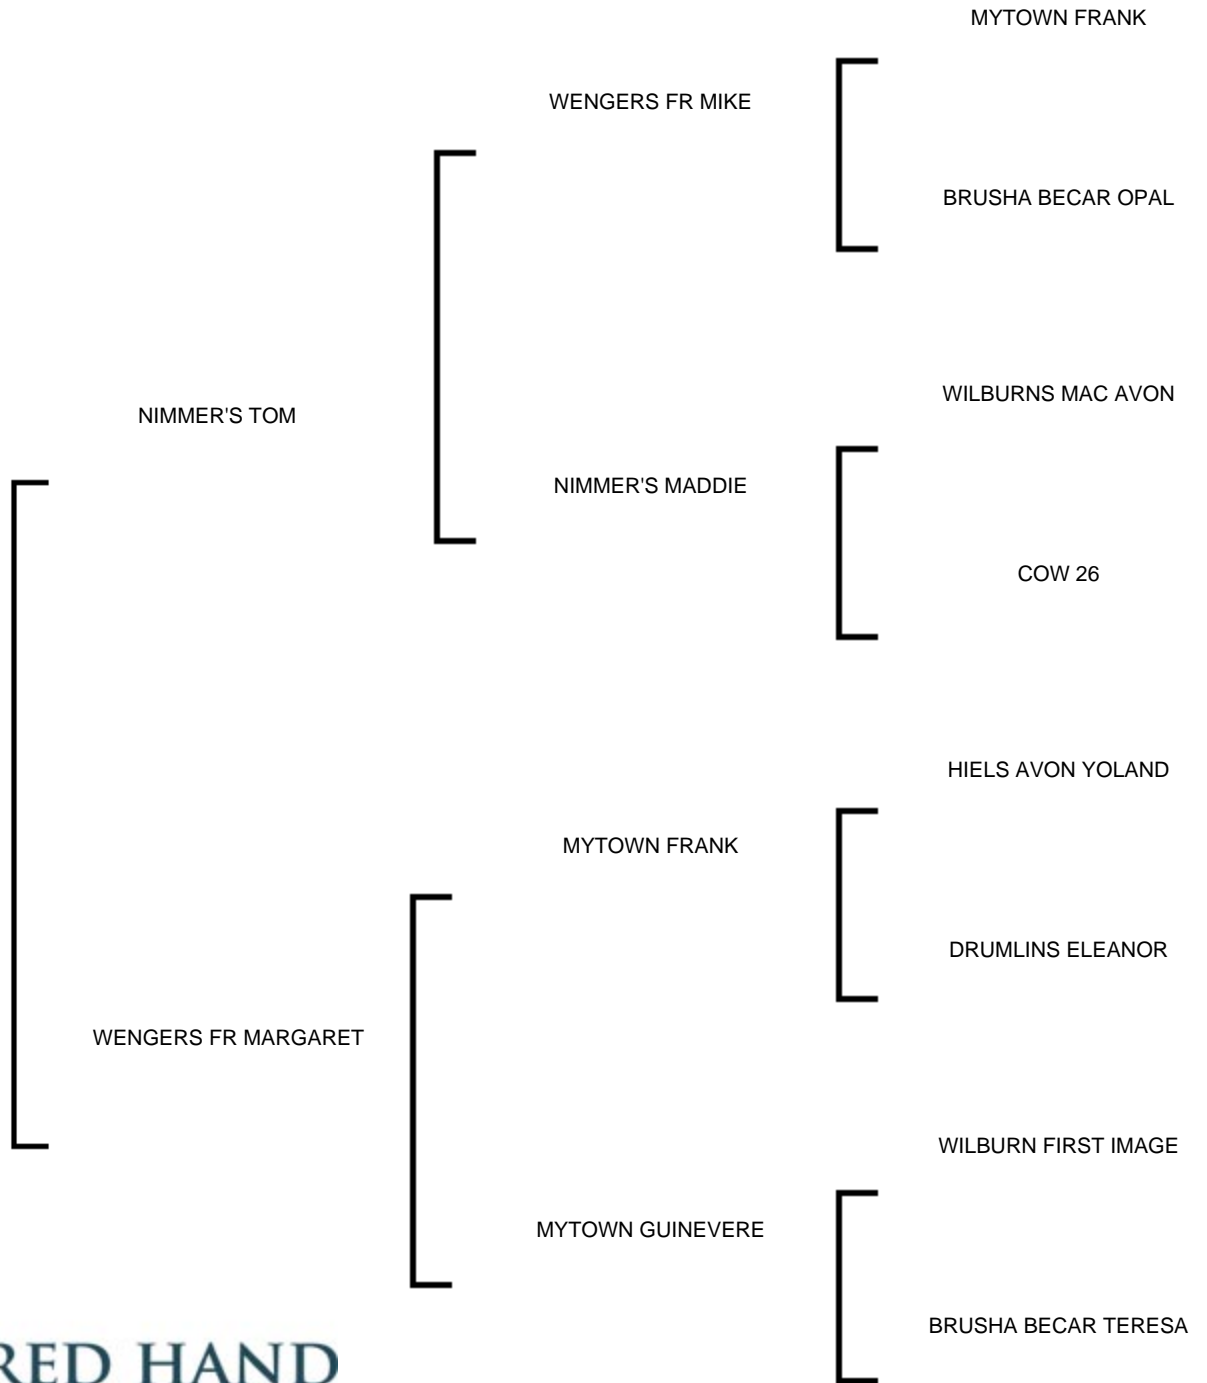 MYTOWN FRANK
WENGERS FR MIKE
BRUSHA BECAR OPAL
WILBURNS MAC AVON
NIMMER'S TOM
NIMMER'S MADDIE
COW 26
HIELS AVON YOLAND
MYTOWN FRANK
DRUMLINS ELEANOR
WENGERS FR MARGARET
WILBURN FIRST IMAGE
MYTOWN GUINEVERE
BRUSHA BECAR TERESA
RED HAND